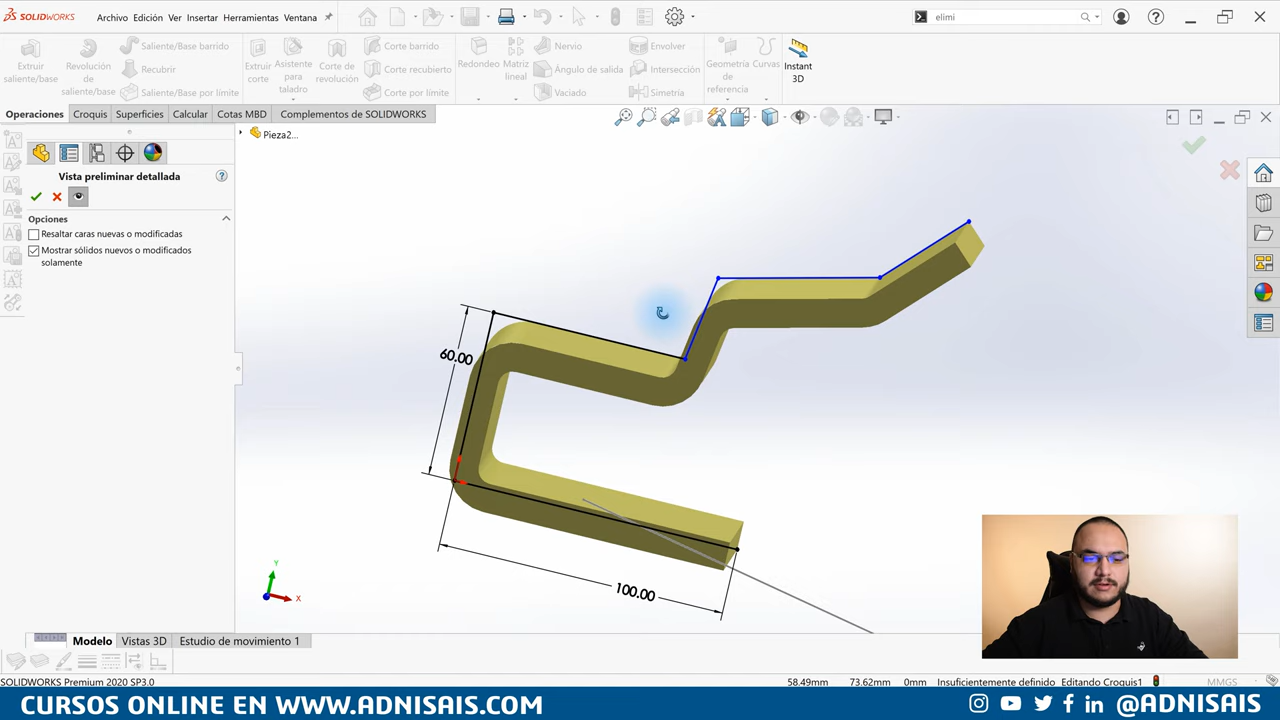 SOLIDWORKS
Archivo Edición Ver Insertar Herramientas Ventana
elimi
Extruir saliente/base
Revolución de
Saliente/Base barrido
Recubrir
Saliente/Base por límite
Extruir corte
Asistente para taladro
Corte de revolución
Corte barrido
Corte recubierto
Corte por límite
Redondeo
Matriz lineal
Nervio
Ángulo de salida
Vaciado
Envolver
Intersección
Simetría
Geometría de referencia
Curvas
Instant 3D
Operaciones Croquis Superficies Calcular Cotas MBD Complementos de SOLIDWORKS
Pieza2...
Vista preliminar detallada
Opciones
Resaltar caras nuevas o modificadas
Mostrar sólidos nuevos o modificados
solamente
60.00
100.00
Y
X
Modelo Vistas 3D Estudio de movimiento 1
SOLIDWORKS Premium 2020 SP3.0
58.49mm 73.62mm 0mm Insuficientemente definido Editando Croquis1
MMGS
CURSOS ONLINE EN WWW.ADNISAIS.COM
@ADNISAIS